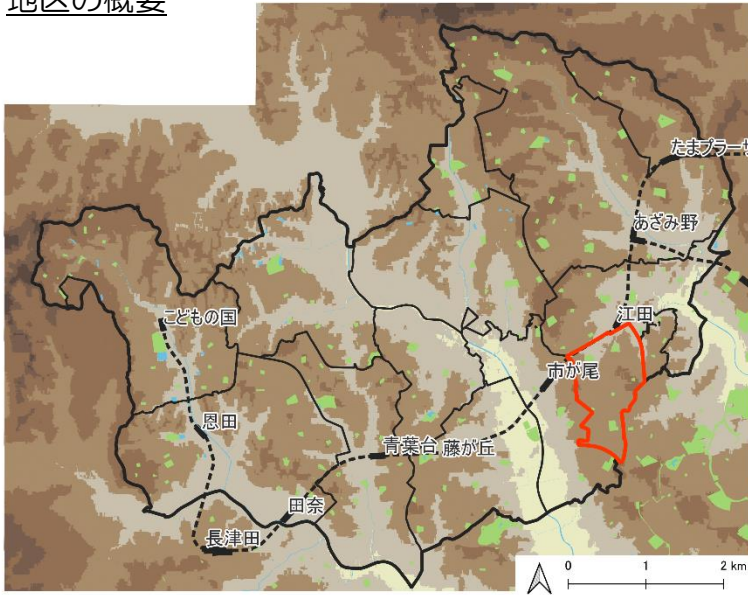 地区の概要
たまプラーザ
あざみ野
江田
市が尾
こどもの国
恩田
青葉台
藤が丘
田奈
長津田
0 1 2 km